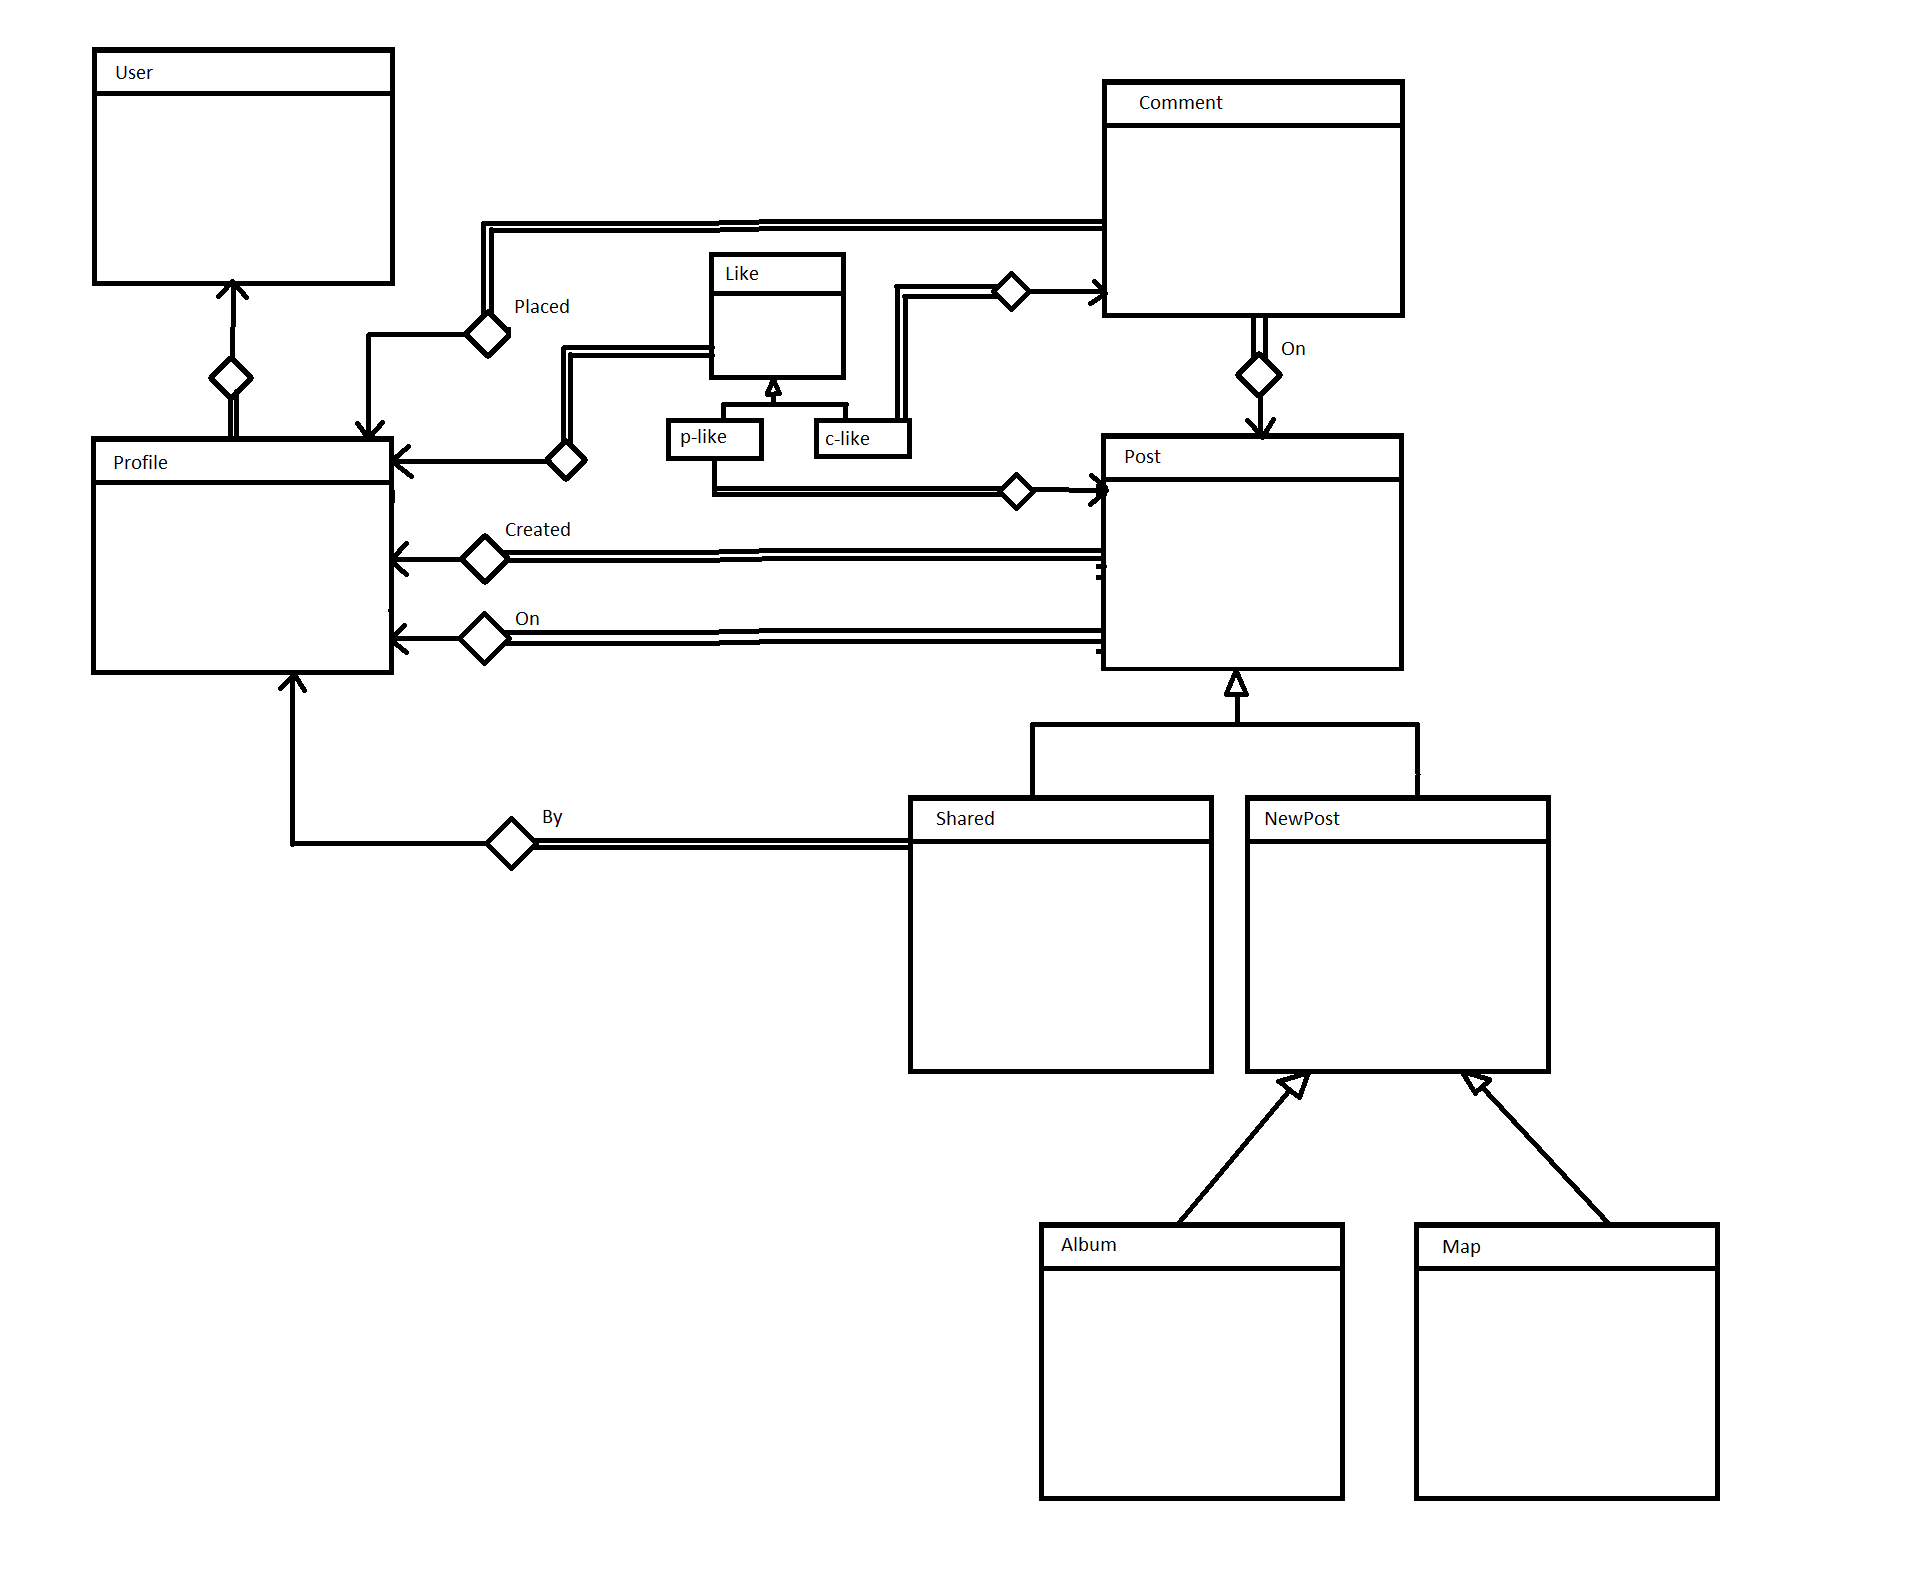 User
Comment
Like
Placed
On
p-like
c-like
Post
Profile
Created
On
By
Shared
NewPost
Album
Map